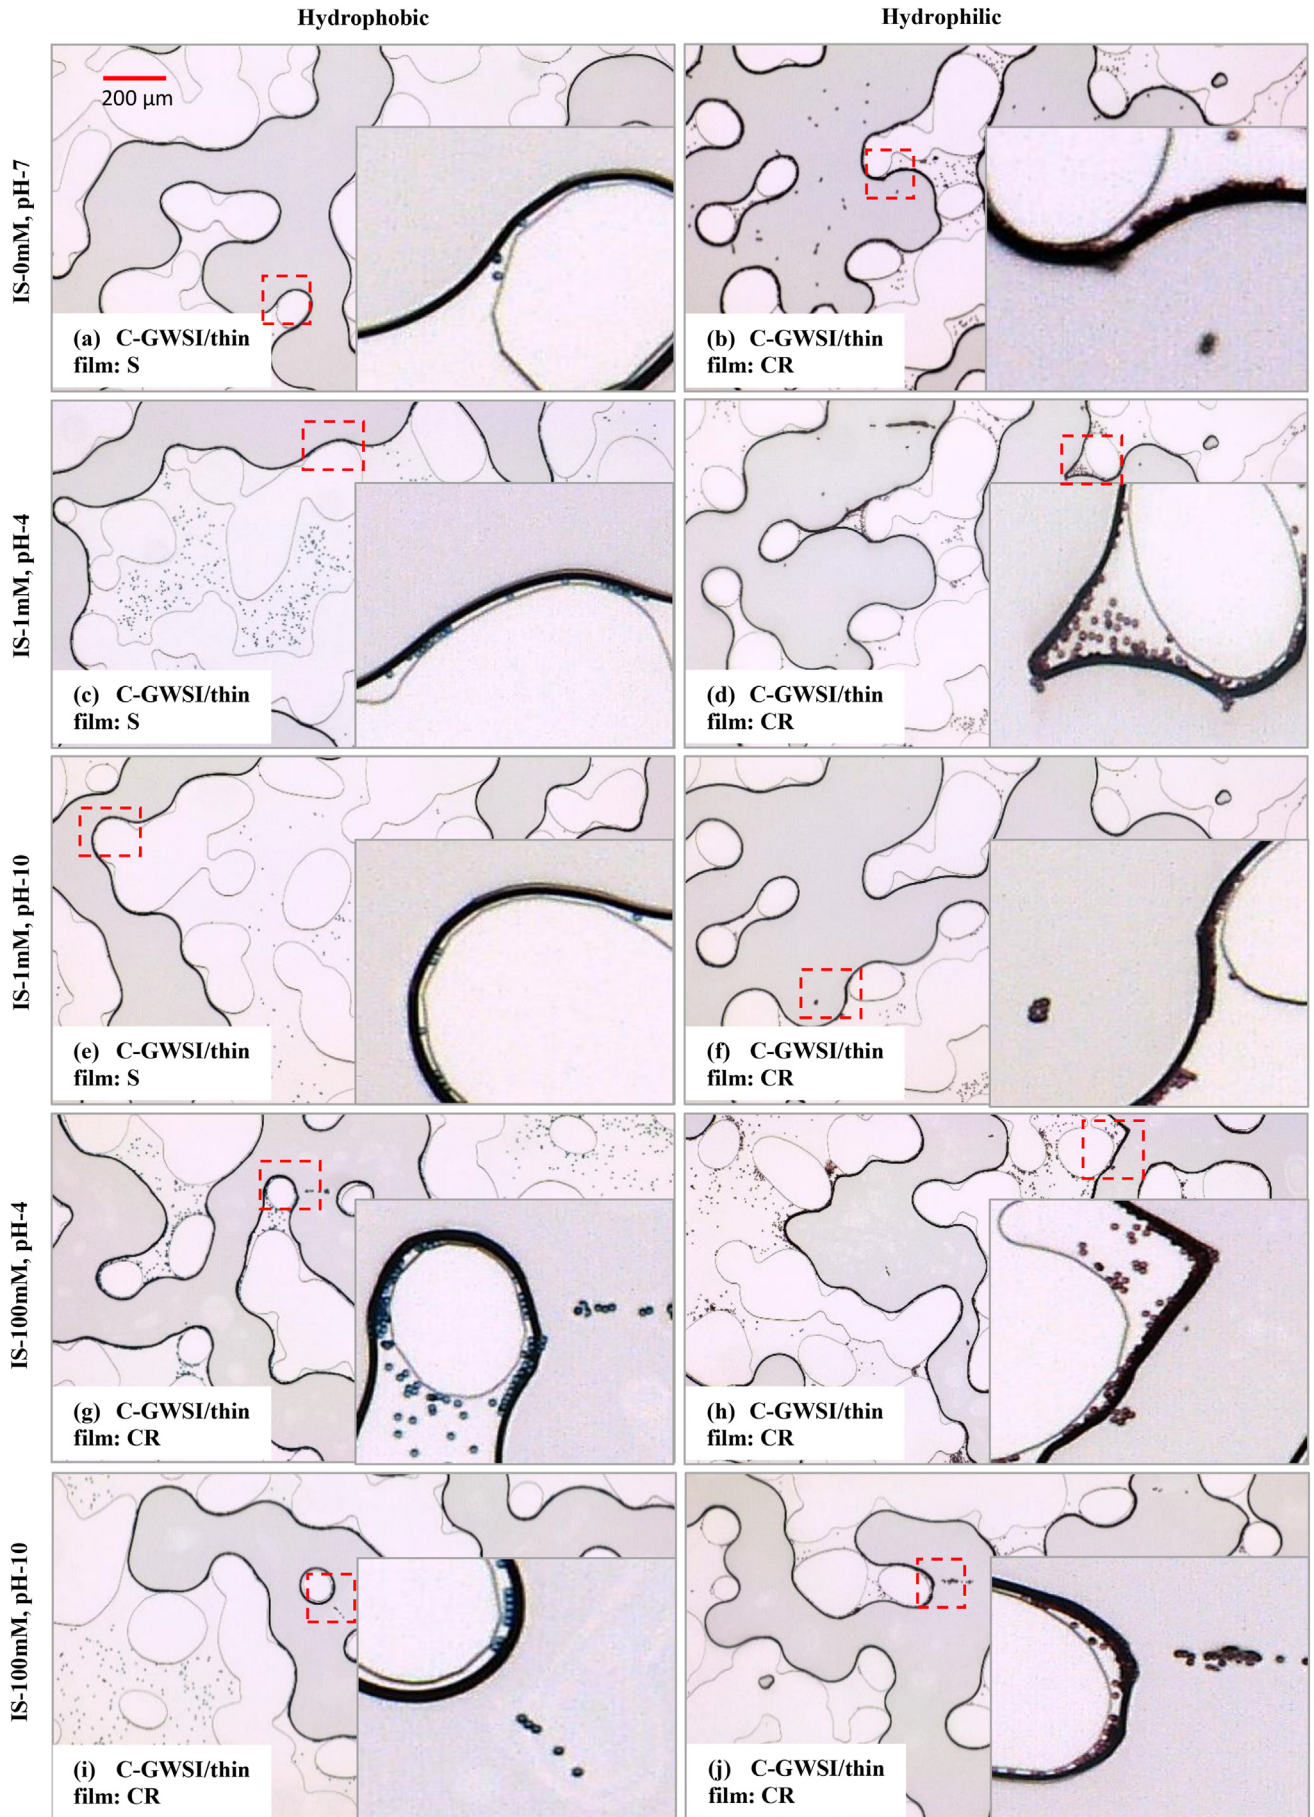 Hydrophobic
Hydrophilic
IS-0mM, pH-7
200 µm
(a) C-GWSI/thin
film: S
(b) C-GWSI/thin
film: CR
IS-1mM, pH-4
(c) C-GWSI/thin
film: S
(d) C-GWSI/thin
film: CR
IS-1mM, pH-10
(e) C-GWSI/thin
film: S
(f) C-GWSI/thin
film: CR
IS-100mM, pH-4
(g) C-GWSI/thin
film: CR
(h) C-GWSI/thin
film: CR
IS-100mM, pH-10
(i) C-GWSI/thin
film: CR
(j) C-GWSI/thin
film: CR